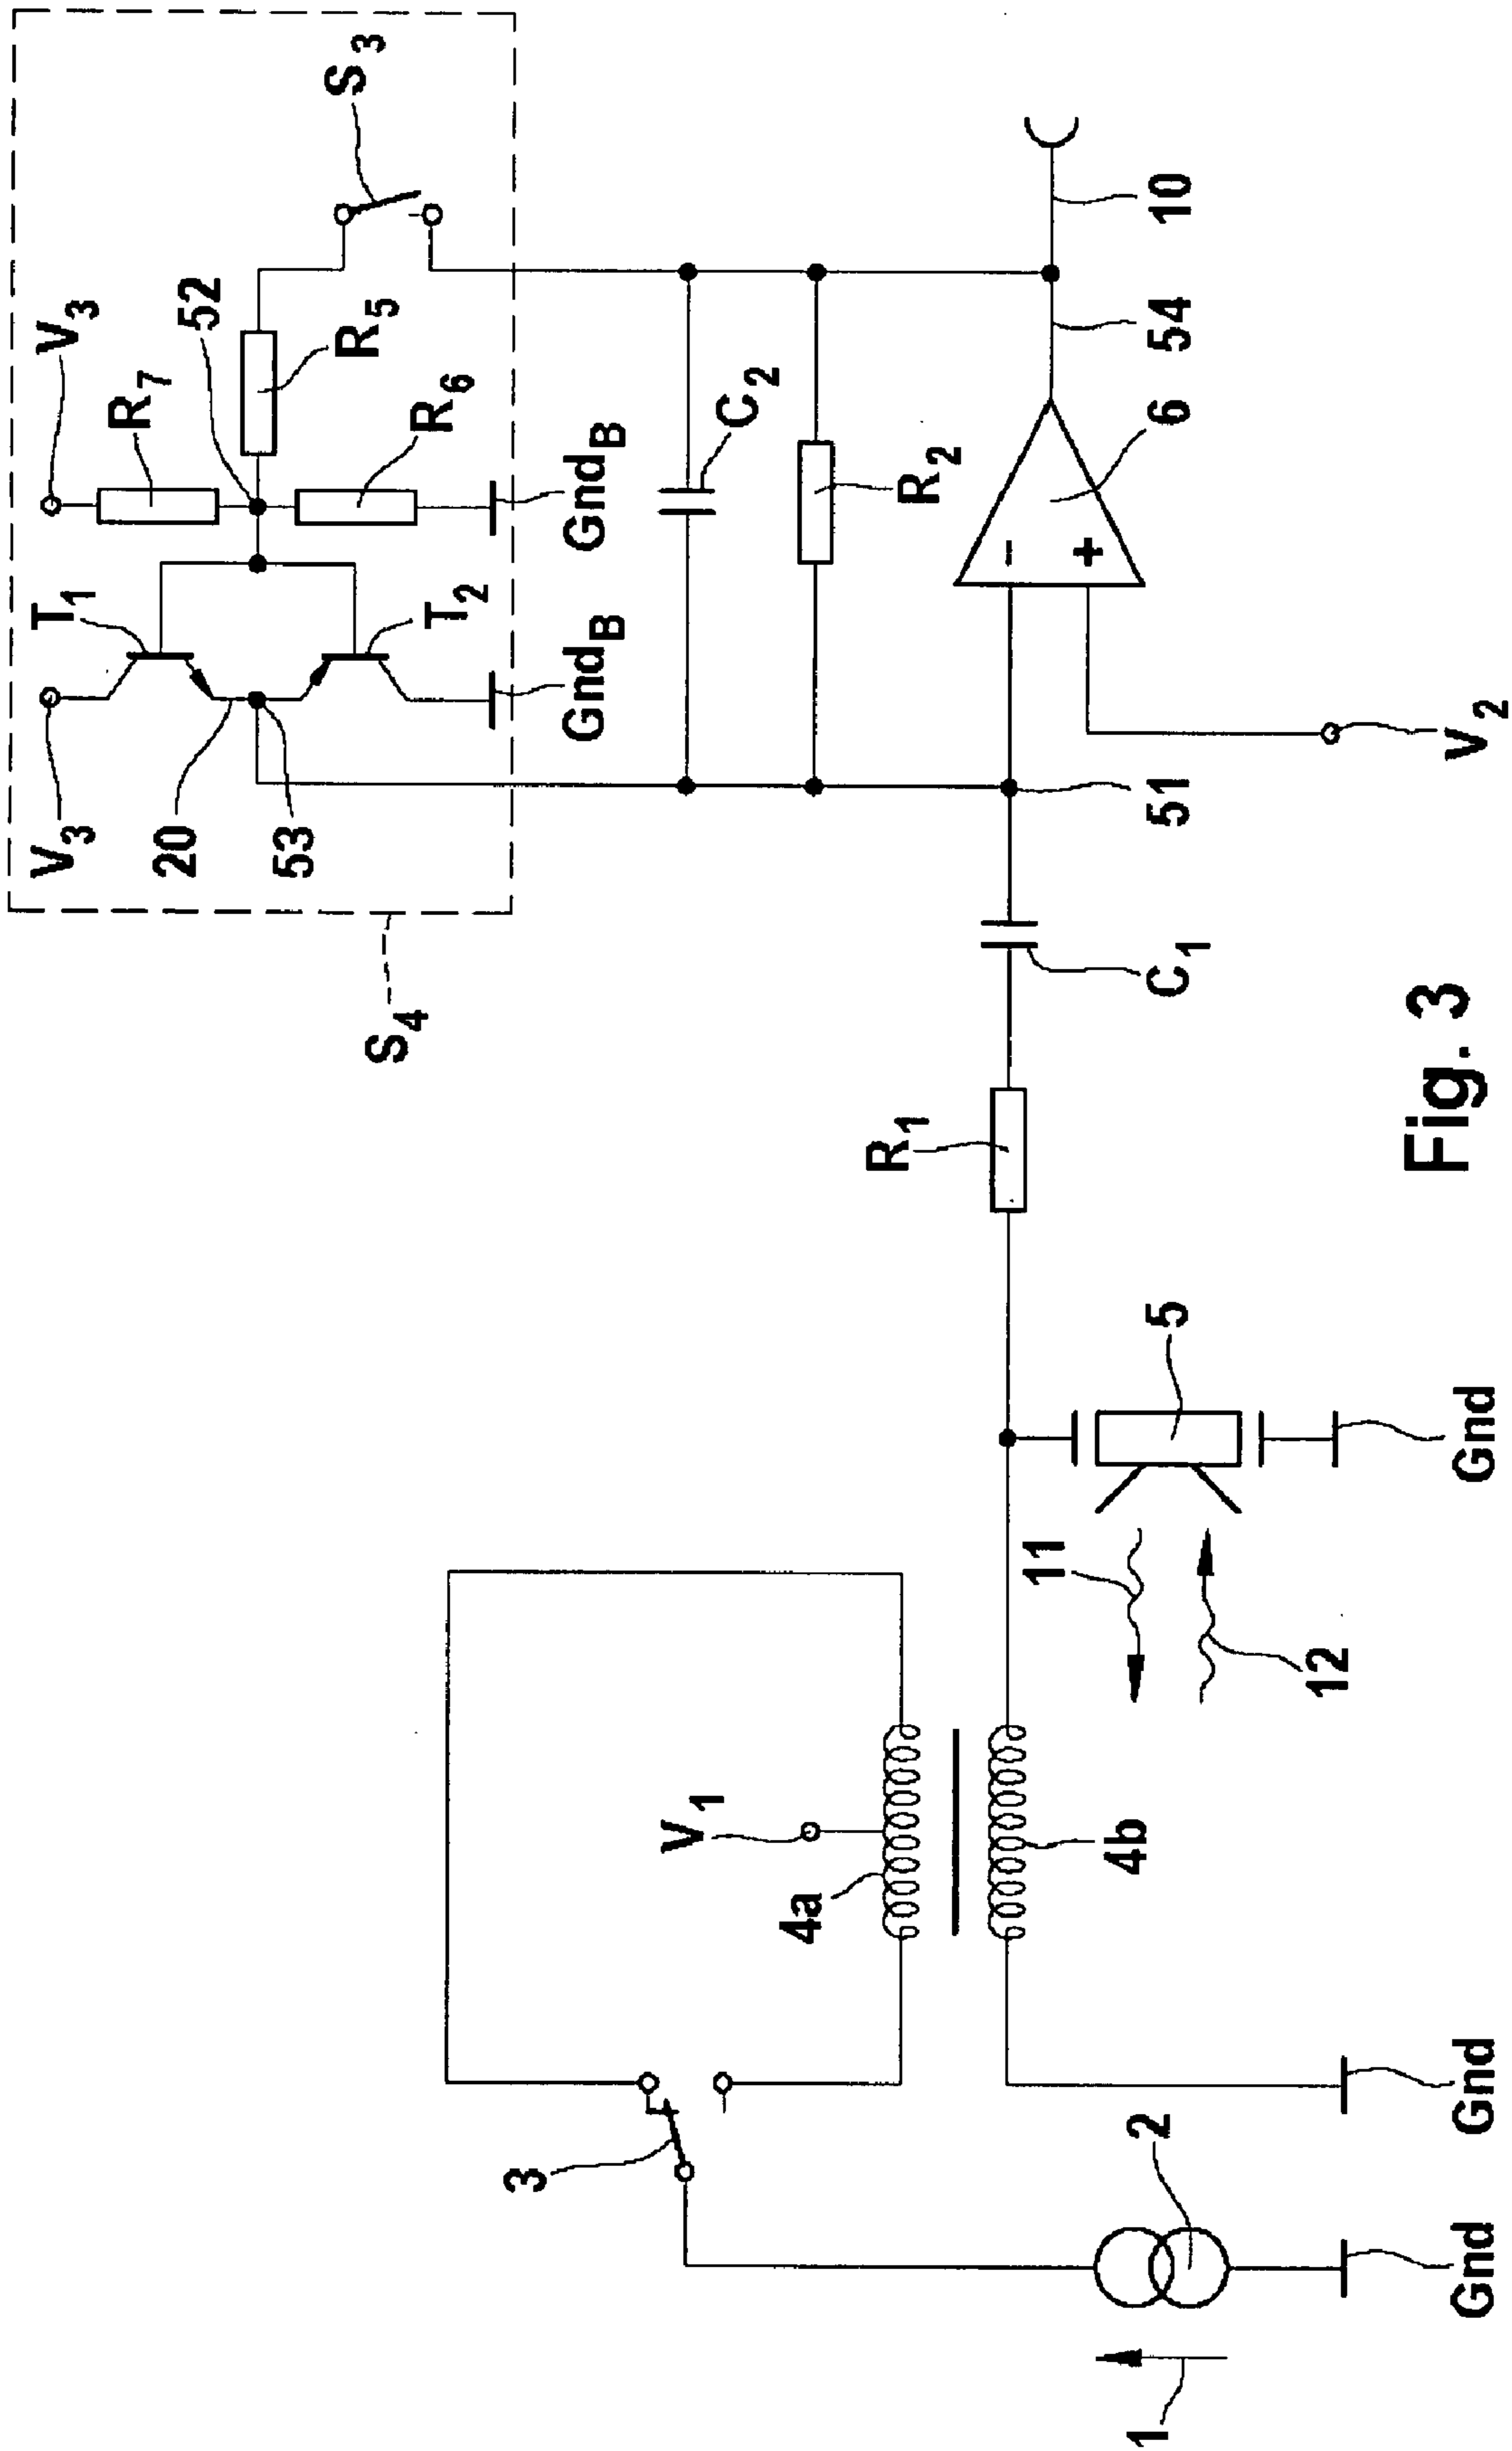 1
2
Gnd
3
Gnd
4a
V1
4b
11
12
5
Gnd
R1
C1
S4
V3
20
53
T1
T2
GndB
V3
R7
52
R5
R6
GndB
S3
C2
R2
51
V2
-
+
6
54
10
Fig. 3